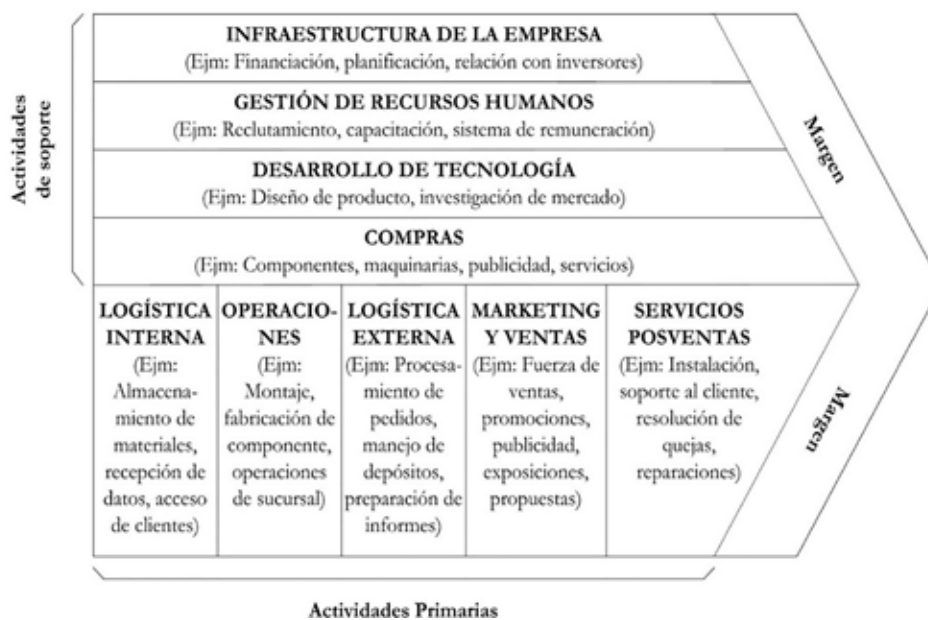 Actividades
de soporte
INFRAESTRUCTURA DE LA EMPRESA
(Ejm: Financiación, planificación, relación con inversores)
GESTIÓN DE RECURSOS HUMANOS
(Ejm: Reclutamiento, capacitación, sistema de remuneración)
DESARROLLO DE TECNOLOGÍA
(Ejm: Diseño de producto, investigación de mercado)
COMPRAS
(Ejm: Componentes, maquinarias, publicidad, servicios)
Margen
LOGÍSTICA
INTERNA
(Ejm:
Almacena-
miento de
materiales,
recepción de
datos, acceso
de clientes)
OPERACIO-
NES
(Ejm:
Montaje,
fabricación de
componente,
operaciones
de sucursal)
LOGÍSTICA
EXTERNA
(Ejm: Procesa-
miento de
pedidos,
manejo de
depósitos,
preparación de
informes)
MARKETING
Y VENTAS
(Ejm: Fuerza de
ventas,
promociones,
publicidad,
exposiciones,
propuestas)
SERVICIOS
POSVENTAS
(Ejm: Instalación,
soporte al cliente,
resolución de
quejas,
reparaciones)
Margen
Actividades Primarias